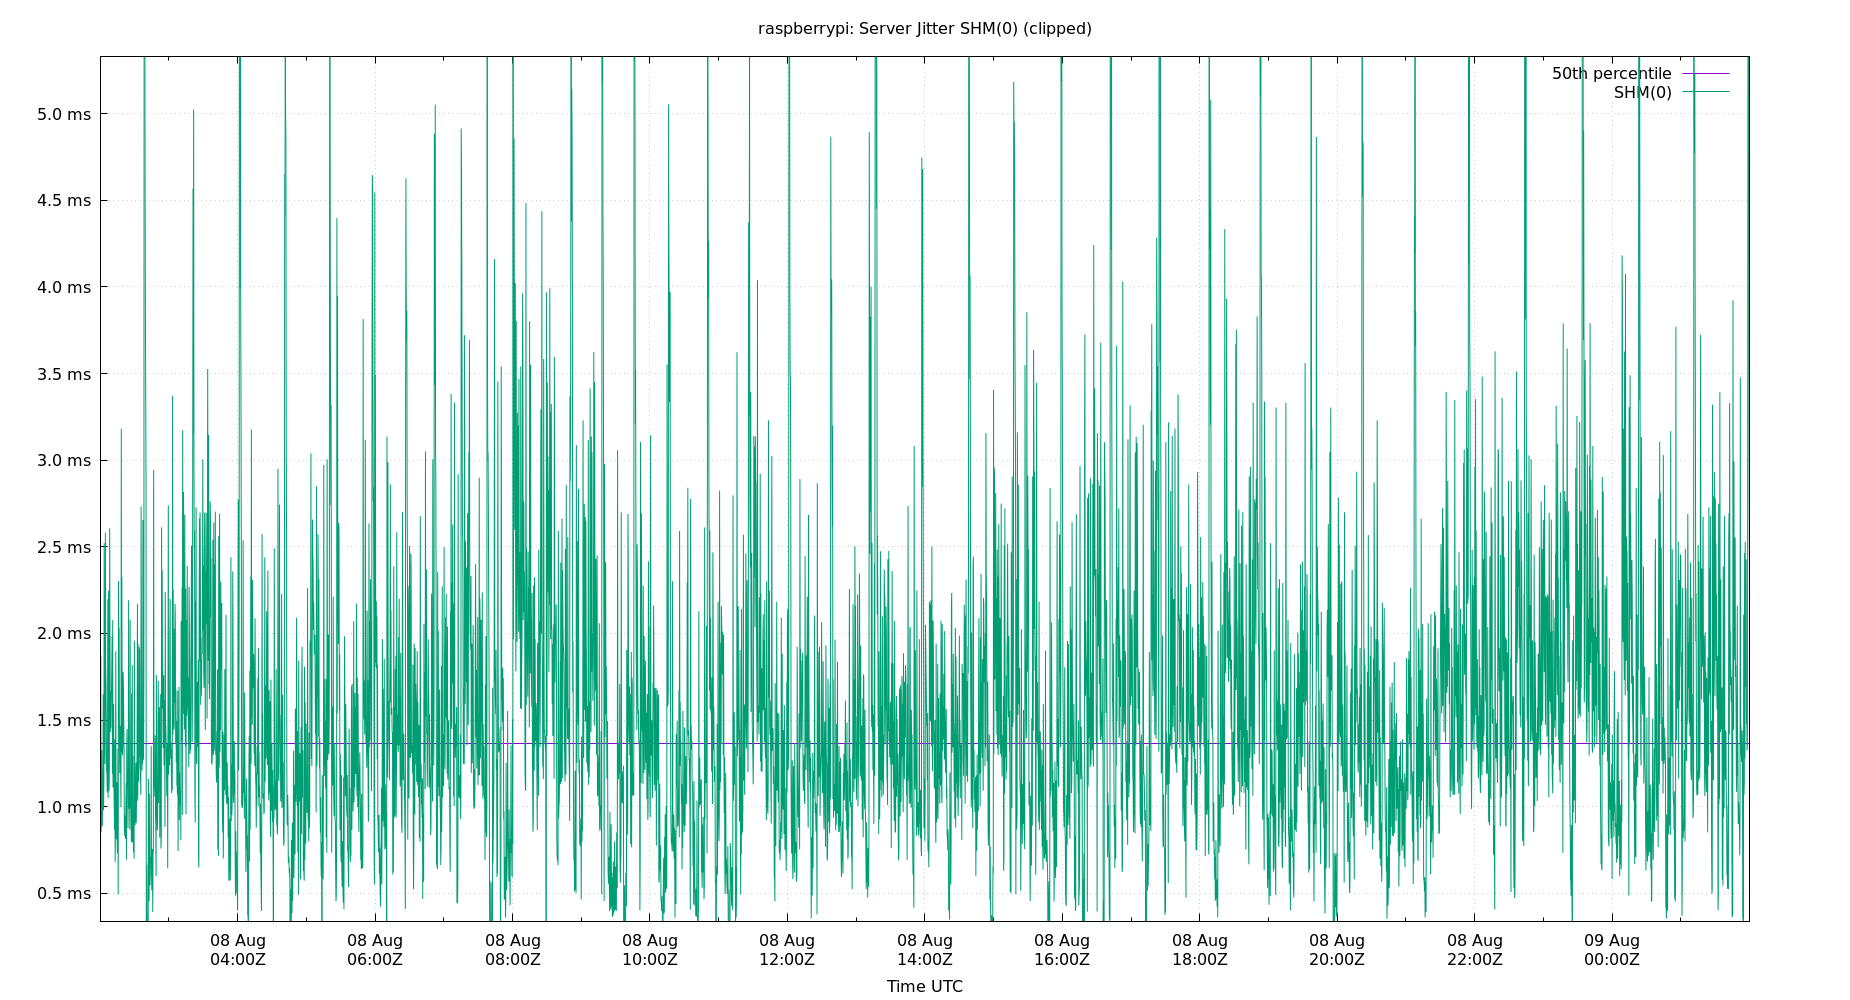 raspberrypi: Server Jitter SHM(0) (clipped)
50th percentile
SHM(0)
5.0 ms
4.5 ms
4.0 ms
3.5 ms
3.0 ms
2.5 ms
2.0 ms
1.5 ms
1.0 ms
0.5 ms
08 Aug 08 Aug 08 Aug 08 Aug 08 Aug 08 Aug 08 Aug 08 Aug 08 Aug 08 Aug 09 Aug
04:00Z 06:00Z 08:00Z 10:00Z 12:00Z 14:00Z 16:00Z 18:00Z 20:00Z 22:00Z 00:00Z
Time UTC